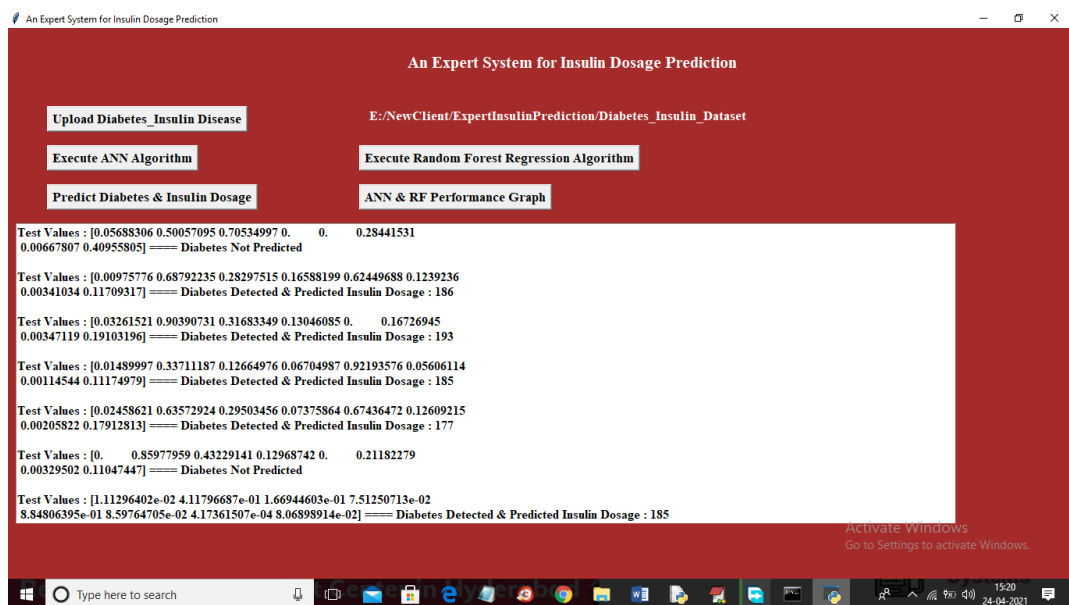 An Expert System for Insulin Dosage Prediction
An Expert System for Insulin Dosage Prediction
Upload Diabetes_Insulin Disease
E:/NewClient/ExpertInsulinPrediction/Diabetes_Insulin_Dataset
Execute ANN Algorithm
Execute Random Forest Regression Algorithm
Predict Diabetes & Insulin Dosage
ANN & RF Performance Graph
Test Values : [0.05688306 0.50057095 0.70534997 0. 0. 0.28441531
0.00667807 0.40955805] ==== Diabetes Not Predicted
Test Values : [0.00975776 0.68792235 0.28297515 0.16588199 0.62449688 0.1239236
0.00341034 0.11709317] ==== Diabetes Detected & Predicted Insulin Dosage : 186
Test Values : [0.03261521 0.90390731 0.31683349 0.13046085 0. 0.16726945
0.00347119 0.19103196] ==== Diabetes Detected & Predicted Insulin Dosage : 193
Test Values : [0.01489997 0.33711187 0.12664976 0.06704987 0.92193576 0.05606114
0.00114544 0.11174979] ==== Diabetes Detected & Predicted Insulin Dosage : 185
Test Values : [0.02458621 0.63572924 0.29503456 0.07375864 0.67436472 0.12609215
0.00205822 0.17912813] ==== Diabetes Detected & Predicted Insulin Dosage : 177
Test Values : [0. 0.85977959 0.43229141 0.12968742 0. 0.21182279
0.00329502 0.11047447] ==== Diabetes Not Predicted
Test Values : [1.11296402e-02 4.11796687e-01 1.66944603e-01 7.51250713e-02
8.84806395e-01 8.59764705e-02 4.17361507e-04 8.06898914e-02] ==== Diabetes Detected & Predicted Insulin Dosage : 185
Activate Windows
Go to Settings to activate Windows.
Type here to search
15:20
24-04-2021